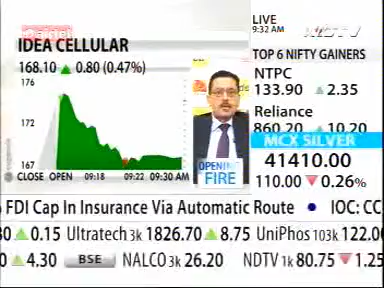 IDEA CELLULAR
168.10 ▲ 0.80 (0.47%)
176
172
167
CLOSE OPEN 09:18 09:22 09:30 AM
OPENING
FIRE
LIVE
9:32 AM
NDTV
TOP 6 NIFTY GAINERS
NTPC
133.90 ▲ 2.35
Reliance
860.20 ▲ 10.20
MCX SILVER
41410.00
110.00 ▼ 0.26%
FDI Cap In Insurance Via Automatic Route • IOC: CC
30 ▲ 0.15 Ultratech 3k 1826.70 ▲ 8.75 UniPhos 103k 122.00
0 ▲ 4.30 BSE NALCO 3k 26.20 NDTV 1k 80.75 ▼ 1.25